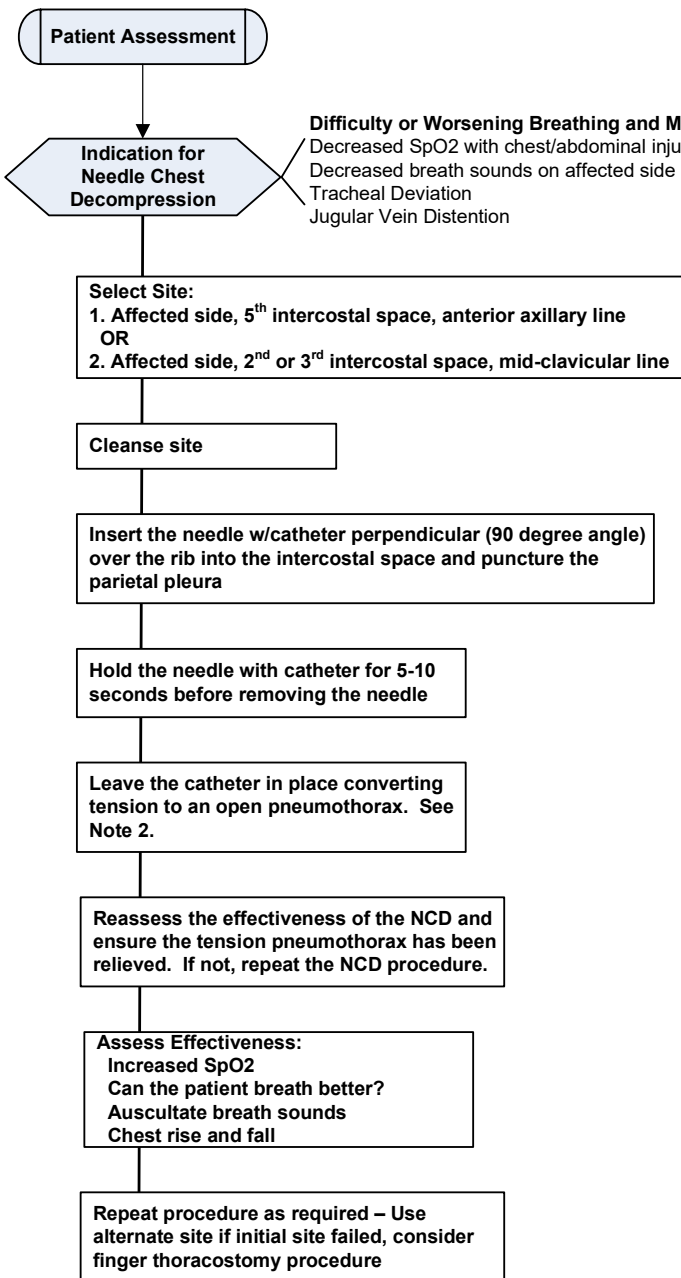 Patient Assessment
Indication for
Needle Chest
Decompression
Difficulty or Worsening Breathing and M
Decreased SpO2 with chest/abdominal inju
Decreased breath sounds on affected side
Tracheal Deviation
Jugular Vein Distention
Select Site:
1. Affected side, 5th intercostal space, anterior axillary line
OR
2. Affected side, 2nd or 3rd intercostal space, mid-clavicular line
Cleanse site
Insert the needle w/catheter perpendicular (90 degree angle)
over the rib into the intercostal space and puncture the
parietal pleura
Hold the needle with catheter for 5-10
seconds before removing the needle
Leave the catheter in place converting
tension to an open pneumothorax. See
Note 2.
Reassess the effectiveness of the NCD and
ensure the tension pneumothorax has been
relieved. If not, repeat the NCD procedure.
Assess Effectiveness:
Increased SpO2
Can the patient breath better?
Auscultate breath sounds
Chest rise and fall
Repeat procedure as required – Use
alternate site if initial site failed, consider
finger thoracostomy procedure